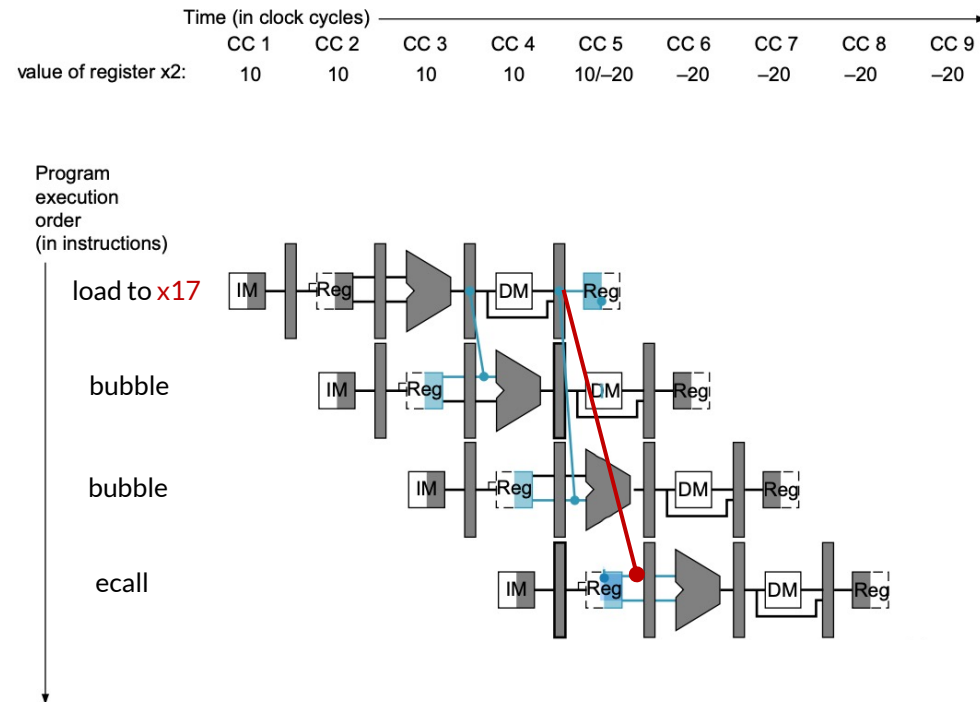 Time (in clock cycles)
CC 1 CC 2 CC 3 CC 4 CC 5 CC 6 CC 7 CC 8 CC 9
value of register x2: 10 10 10 10 10/–20 –20 –20 –20 –20
Program
execution
order
(in instructions)
load to x17 IM Reg DM Reg
bubble IM Reg DM Reg
bubble IM Reg DM Reg
ecall IM Reg DM Reg